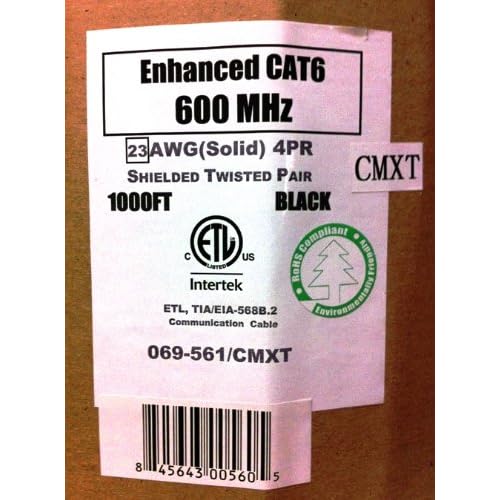 Enhanced CAT6
600 MHz
23AWG(Solid) 4PR
SHIELDED TWISTED PAIR
CMXT
1000FT BLACK
C ETL LISTED US
Intertek
RoHS Compliant
Environmentally Friendly
ETL, TIA/EIA-568B.2
Communication Cable
069-561/CMXT
8 45643 00560 5